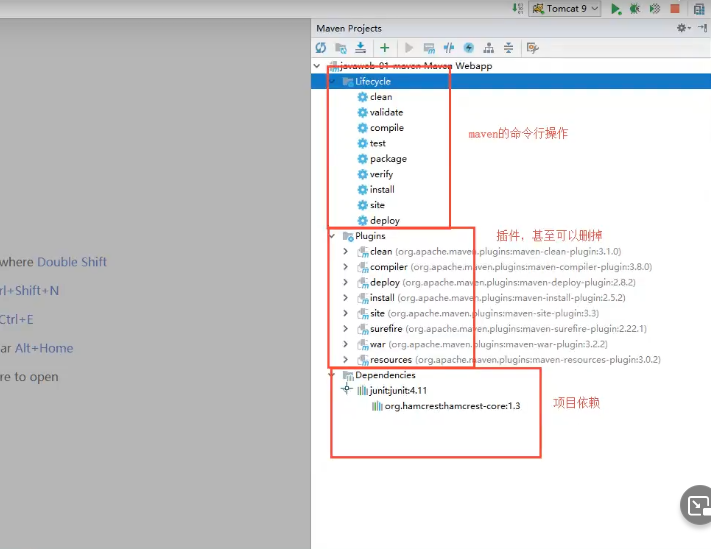 Tomcat 9
Maven Projects
javaweb-01-maven Maven Webapp
Lifecycle
clean
validate
maven的命令行操作
compile
test
package
verify
install
site
deploy
Plugins
插件，甚至可以删掉
clean (org.apache.maven.plugins:maven-clean-plugin:3.1.0)
compiler (org.apache.maven.plugins:maven-compiler-plugin:3.8.0)
deploy (org.apache.maven.plugins:maven-deploy-plugin:2.8.2)
install (org.apache.maven.plugins:maven-install-plugin:2.5.2)
site (org.apache.maven.plugins:maven-site-plugin:3.3)
surefire (org.apache.maven.plugins:maven-surefire-plugin:2.22.1)
war (org.apache.maven.plugins:maven-war-plugin:3.2.2)
resources (org.apache.maven.plugins:maven-resources-plugin:3.0.2)
Dependencies
junit:junit:4.11
org.hamcrest:hamcrest-core:1.3
项目依赖
where Double Shift
rl+Shift+N
Ctrl+E
ar Alt+Home
re to open